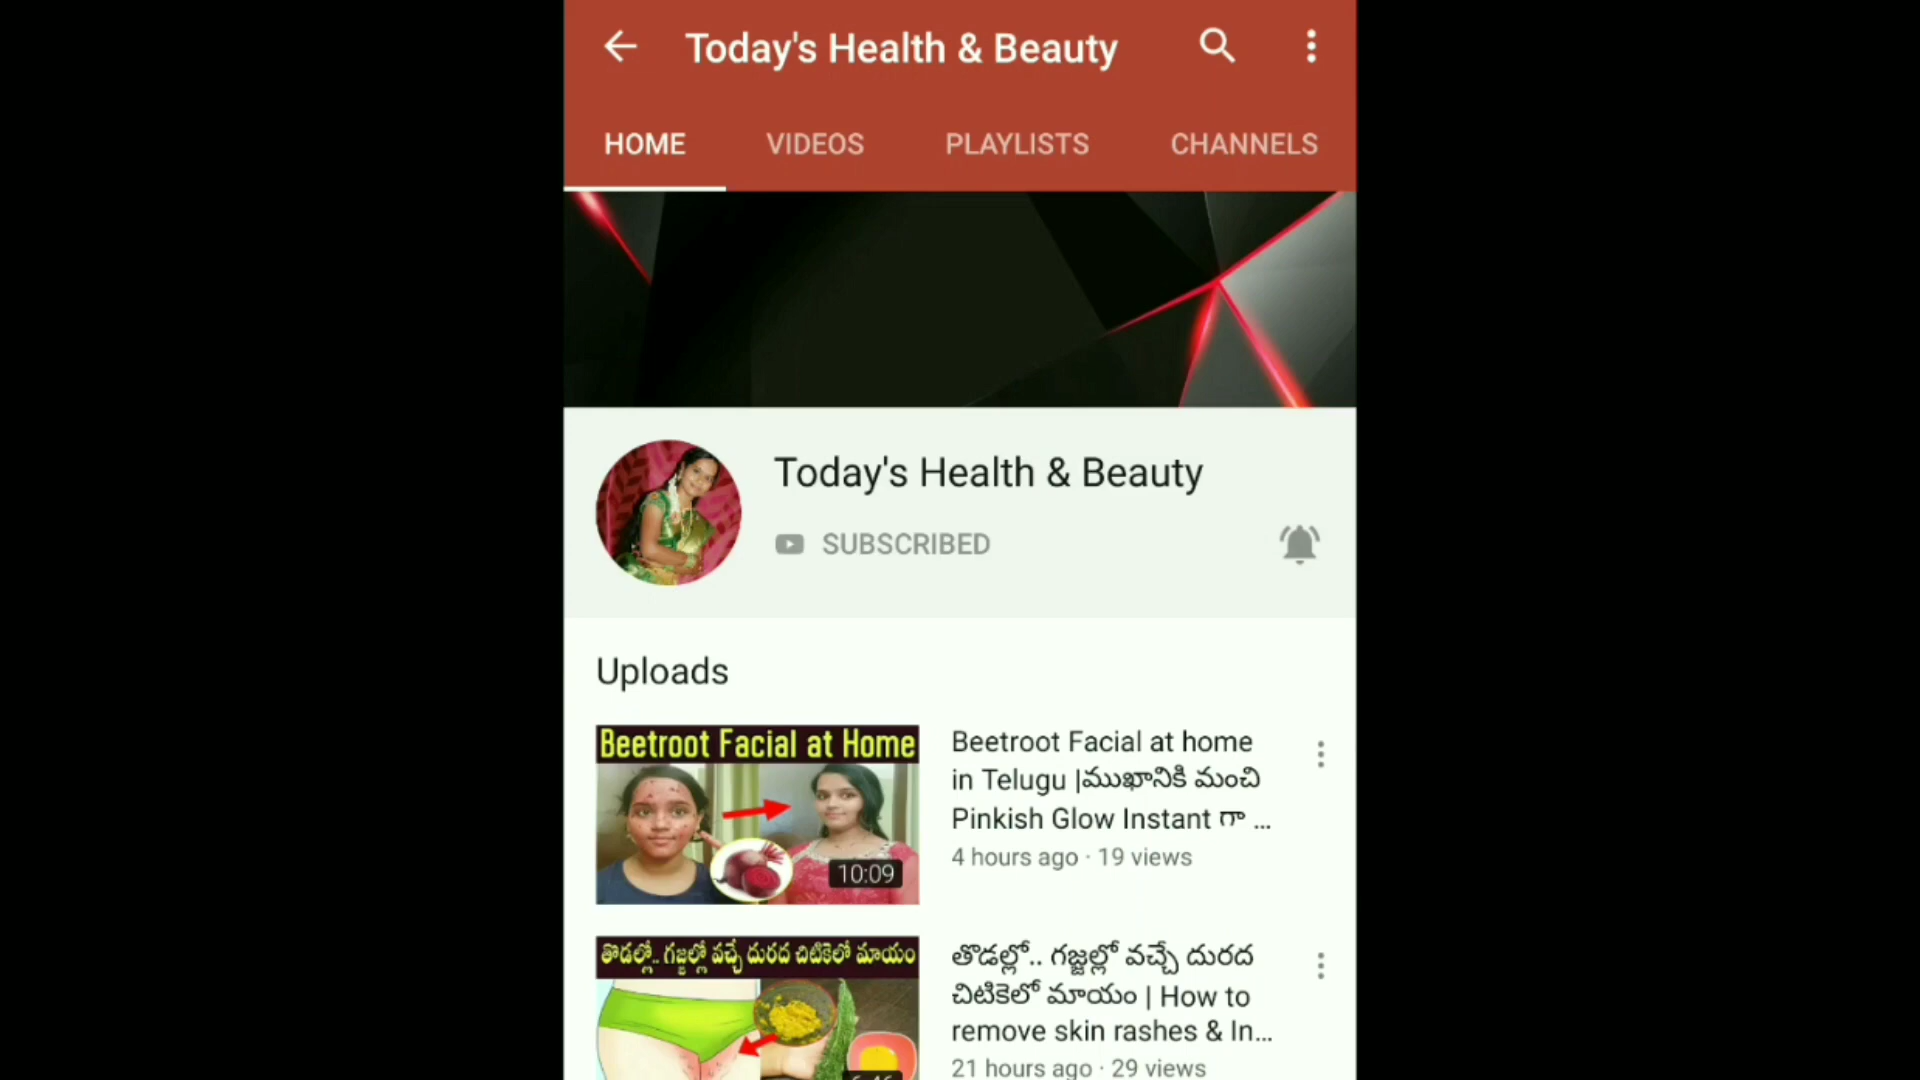 Today's Health & Beauty
HOME VIDEOS PLAYLISTS CHANNELS
Today's Health & Beauty
SUBSCRIBED
Uploads
Beetroot Facial at Home
10:09
Beetroot Facial at home
in Telugu |ముఖానికి మంచి
Pinkish Glow Instant గా ...
4 hours ago · 19 views
తొడల్లో.. గజ్జల్లో వచ్చే దురద చిటికెలో మాయం
తొడల్లో.. గజ్జల్లో వచ్చే దురద
చిటికెలో మాయం | How to
remove skin rashes & In...
21 hours ago · 29 views